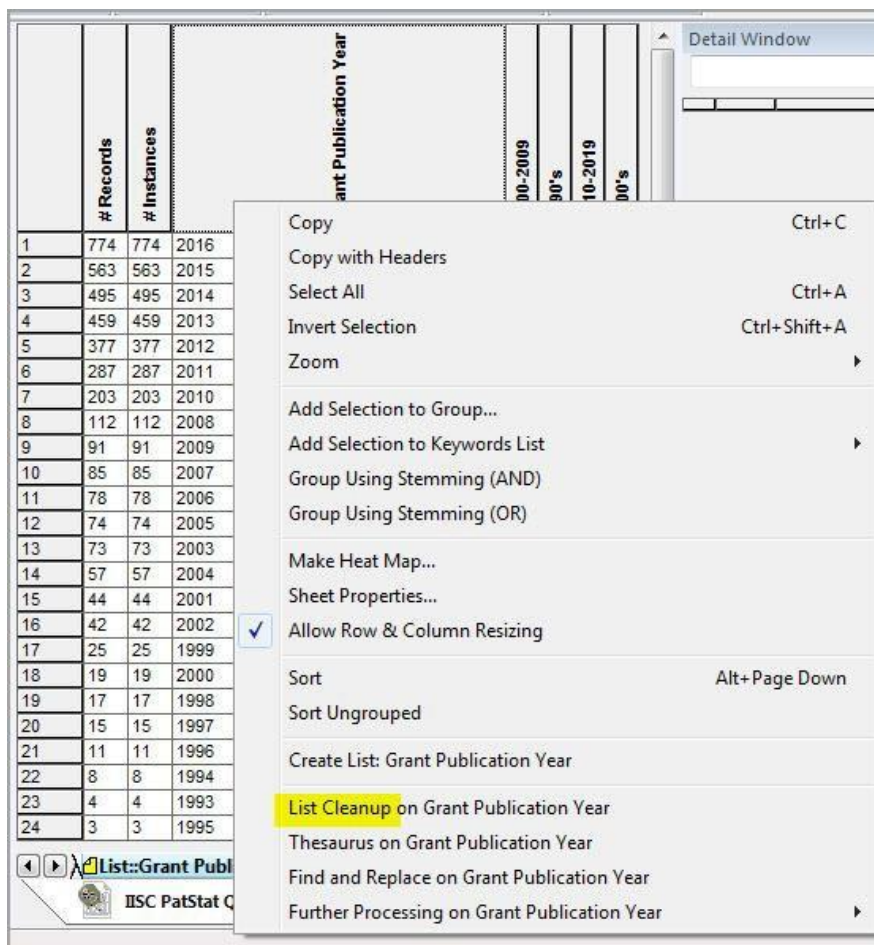 Detail Window
# Records # Instances ant Publication Year 00-2009 90's 10-2019 00's
1 774 774 2016
2 563 563 2015
3 495 495 2014
4 459 459 2013
5 377 377 2012
6 287 287 2011
7 203 203 2010
8 112 112 2008
9 91 91 2009
10 85 85 2007
11 78 78 2006
12 74 74 2005
13 73 73 2003
14 57 57 2004
15 44 44 2001
16 42 42 2002
17 25 25 1999
18 19 19 2000
19 17 17 1998
20 15 15 1997
21 11 11 1996
22 8 8 1994
23 4 4 1993
24 3 3 1995
List::Grant Publ
IISC PatStat Q
Copy Ctrl+C
Copy with Headers
Select All Ctrl+A
Invert Selection Ctrl+Shift+A
Zoom
Add Selection to Group...
Add Selection to Keywords List
Group Using Stemming (AND)
Group Using Stemming (OR)
Make Heat Map...
Sheet Properties...
Allow Row & Column Resizing
Sort Alt+Page Down
Sort Ungrouped
Create List: Grant Publication Year
List Cleanup on Grant Publication Year
Thesaurus on Grant Publication Year
Find and Replace on Grant Publication Year
Further Processing on Grant Publication Year